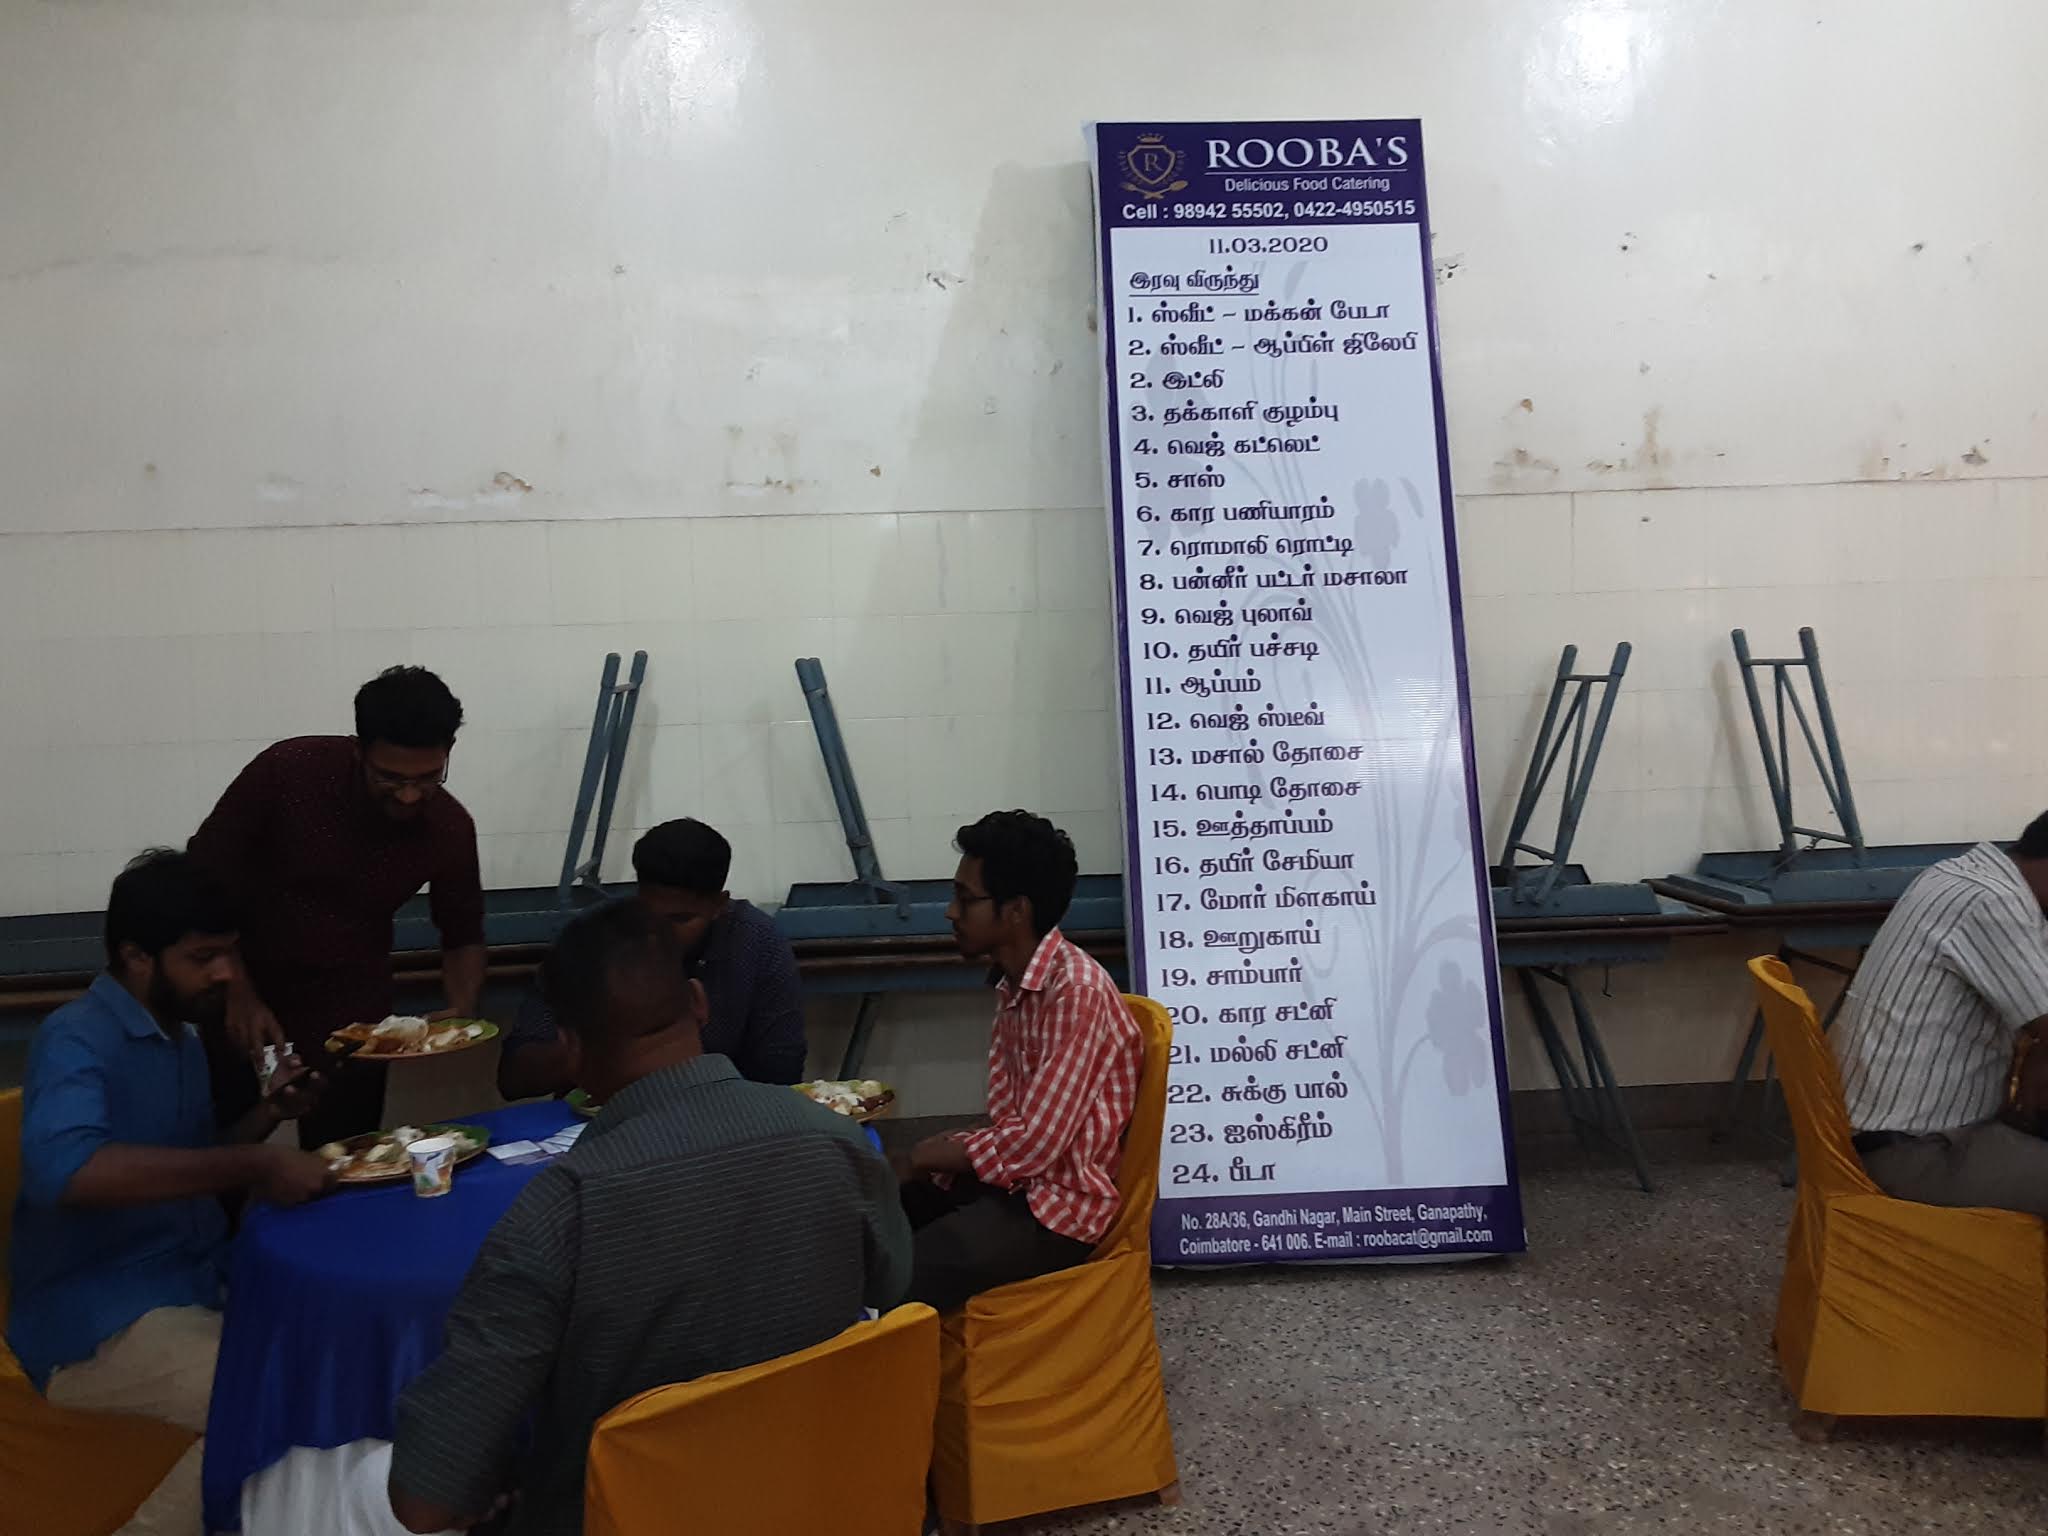 R
ROOBA'S
Delicious Food Catering
Cell : 98942 55502, 0422-4950515
11.03.2020
இரவு விருந்து
1. ஸ்வீட் - மக்கன் பேடா
2. ஸ்வீட் - ஆப்பிள் ஜிலேபி
2. இட்லி
3. தக்காளி குழம்பு
4. வெஜ் கட்லெட்
5. சாஸ்
6. கார பணியாரம்
7. ரொமாலி ரொட்டி
8. பன்னீர் பட்டர் மசாலா
9. வெஜ் புலாவ்
10. தயிர் பச்சடி
11. ஆப்பம்
12. வெஜ் ஸ்டீவ்
13. மசால் தோசை
14. பொடி தோசை
15. ஊத்தாப்பம்
16. தயிர் சேமியா
17. மோர் மிளகாய்
18. ஊறுகாய்
19. சாம்பார்
20. கார சட்னி
21. மல்லி சட்னி
22. சுக்கு பால்
23. ஐஸ்கிரீம்
24. பீடா
No. 28A/36, Gandhi Nagar, Main Street, Ganapathy,
Coimbatore - 641 006. E-mail : roobacat@gmail.com